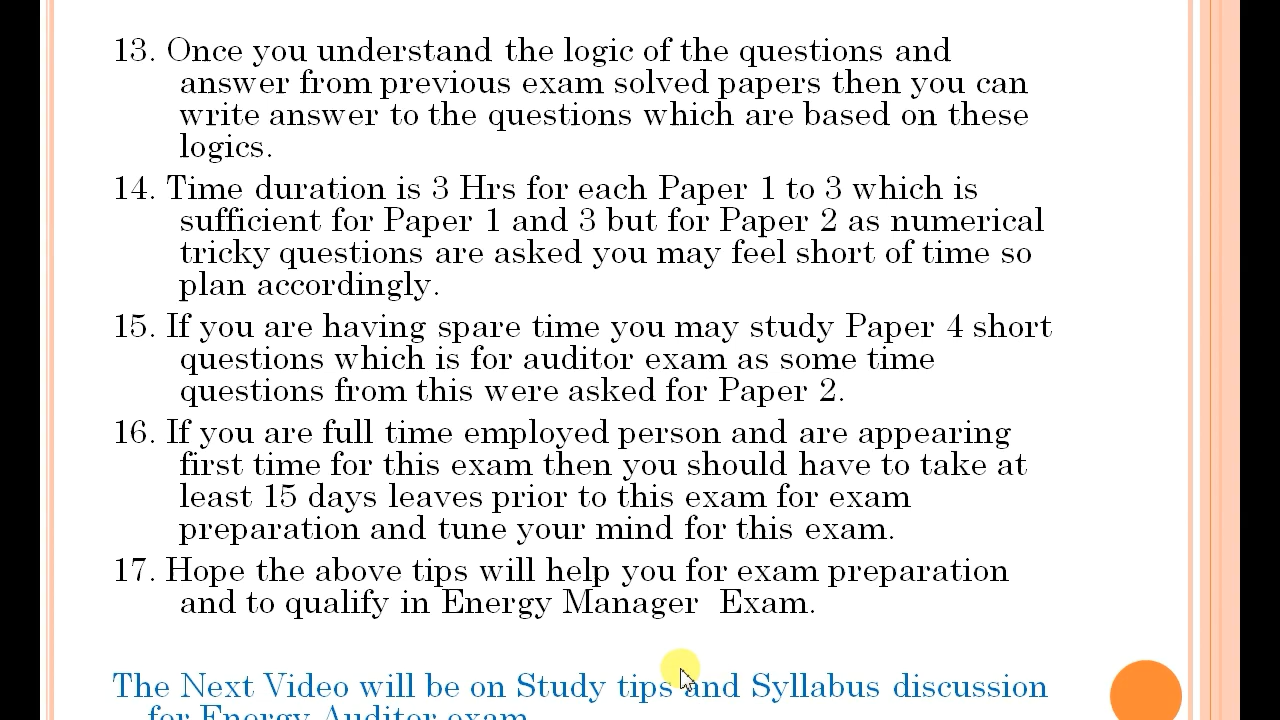 13. Once you understand the logic of the questions and
answer from previous exam solved papers then you can
write answer to the questions which are based on these
logics.
14. Time duration is 3 Hrs for each Paper 1 to 3 which is
sufficient for Paper 1 and 3 but for Paper 2 as numerical
tricky questions are asked you may feel short of time so
plan accordingly.
15. If you are having spare time you may study Paper 4 short
questions which is for auditor exam as some time
questions from this were asked for Paper 2.
16. If you are full time employed person and are appearing
first time for this exam then you should have to take at
least 15 days leaves prior to this exam for exam
preparation and tune your mind for this exam.
17. Hope the above tips will help you for exam preparation
and to qualify in Energy Manager  Exam.
The Next Video will be on Study tips and Syllabus discussion
for Energy Auditor exam